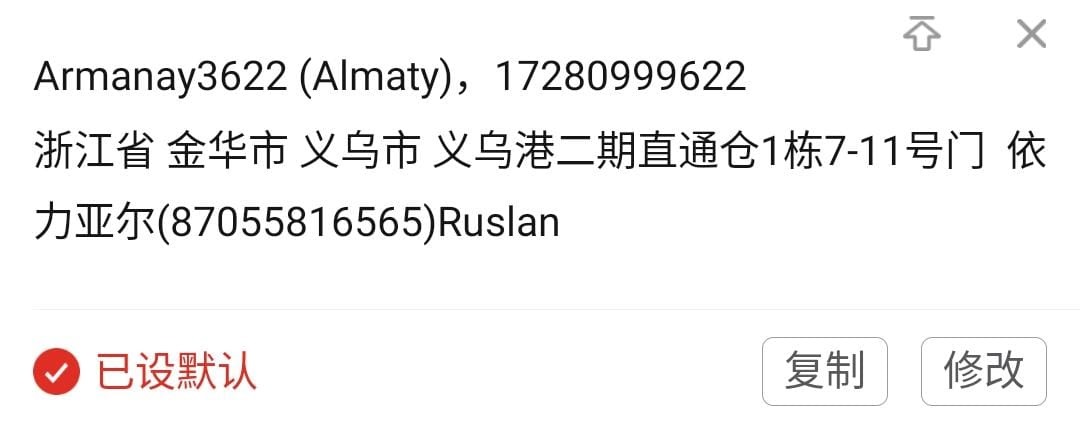 Armanay3622 (Almaty)，17280999622
浙江省 金华市 义乌市 义乌港二期直通仓1栋7-11号门 依
力亚尔(87055816565)Ruslan
已设默认
复制
修改